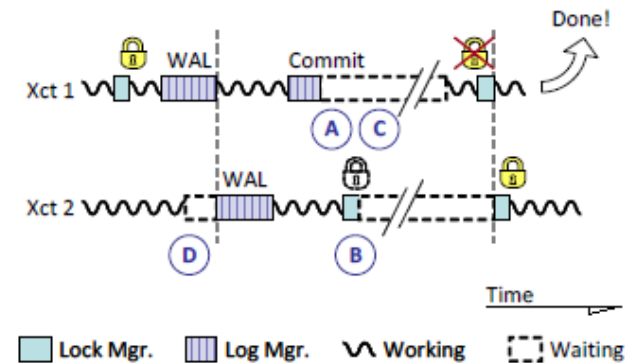 Done!
WAL Commit
Xct 1
A C
WAL
Xct 2
D B
Time
Lock Mgr. Log Mgr. Working Waiting